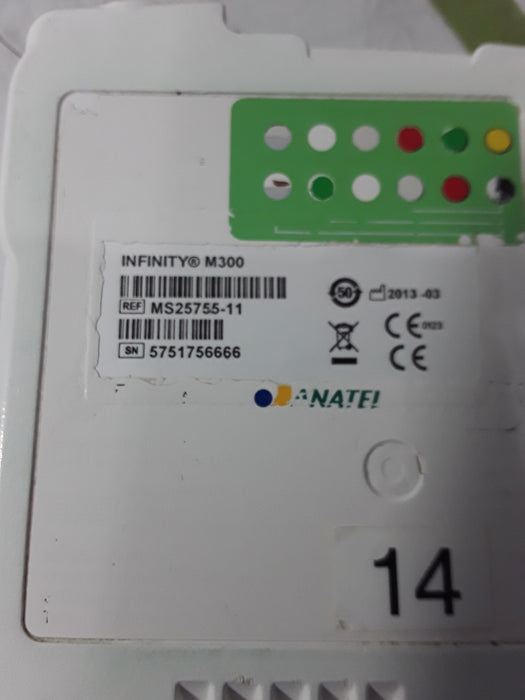 INFINITY® M300
REF MS25755-11
50 2013 -03
SN 5751756666
CE 0123
CE
ANATEL
14